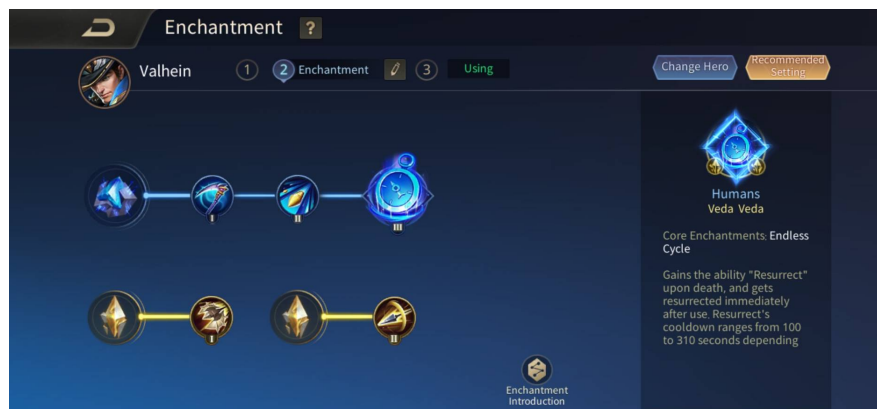 Enchantment ?
Valhein 1 2 Enchantment 3 Using Change Hero
Recommended
Setting
I II III
Humans
Veda Veda
Core Enchantments: Endless
Cycle
Gains the ability "Resurrect"
upon death, and gets
resurrected immediately
after use. Resurrect's
cooldown ranges from 100
to 310 seconds depending
I II
Enchantment
Introduction